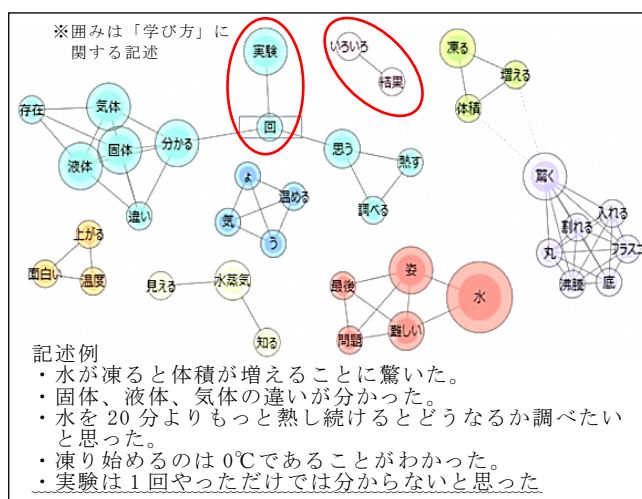 ※囲みは「学び方」に
関する記述
実験
いろいろ
結果
凍る
増える
体積
存在
気体
固体
液体
分かる
違い
回
思う
熱す
調べる
ょ
温める
気
う
驚く
入れる
割れる
丸
フラスコ
沸騰
底
上がる
面白い
温度
見える
水蒸気
知る
最後
姿
水
問題
難しい
記述例
・水が凍ると体積が増えることに驚いた。
・固体、液体、気体の違いが分かった。
・水を 20 分よりもっと熱し続けるとどうなるか調べたい
と思った。
・凍り始めるのは 0℃であることがわかった。
・実験は 1 回やっただけでは分からないと思った